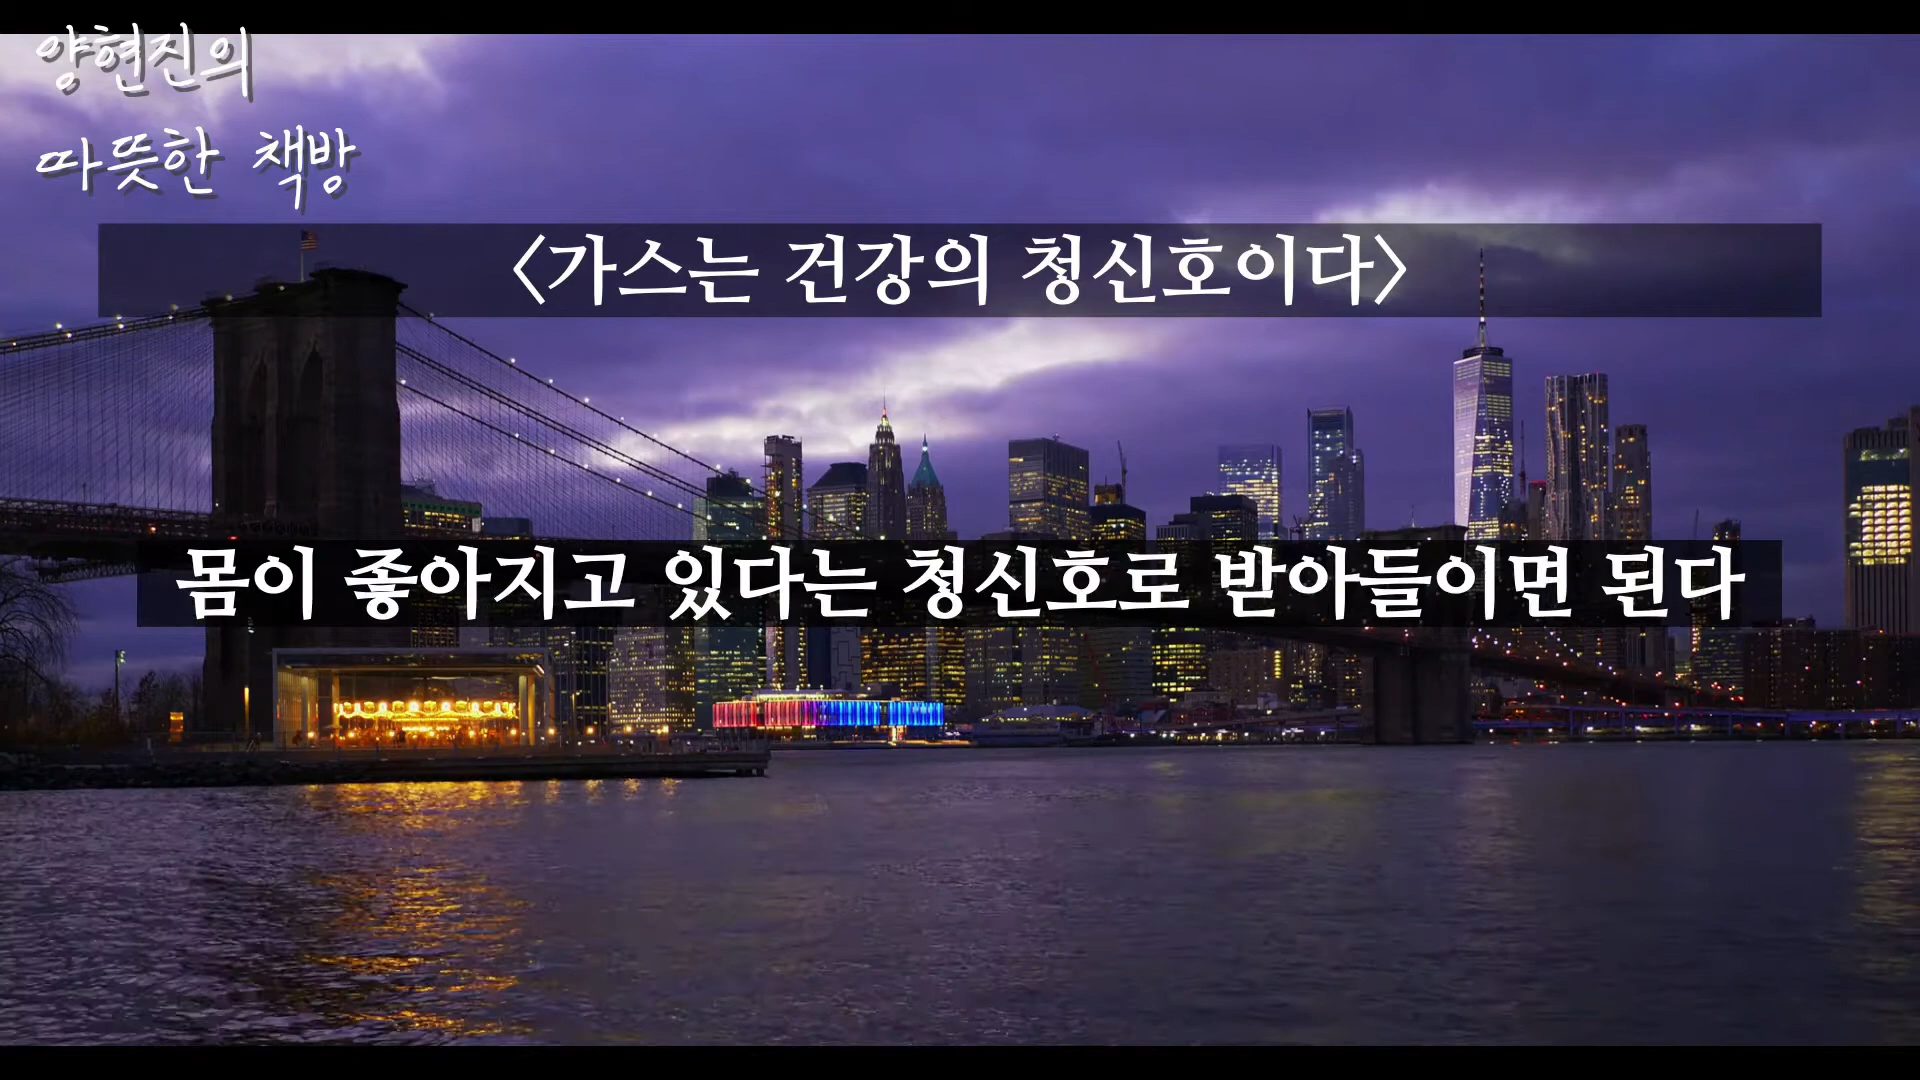 양현진의
따뜻한 책방
<가스는 건강의 청신호이다>
몸이 좋아지고 있다는 청신호로 받아들이면 된다